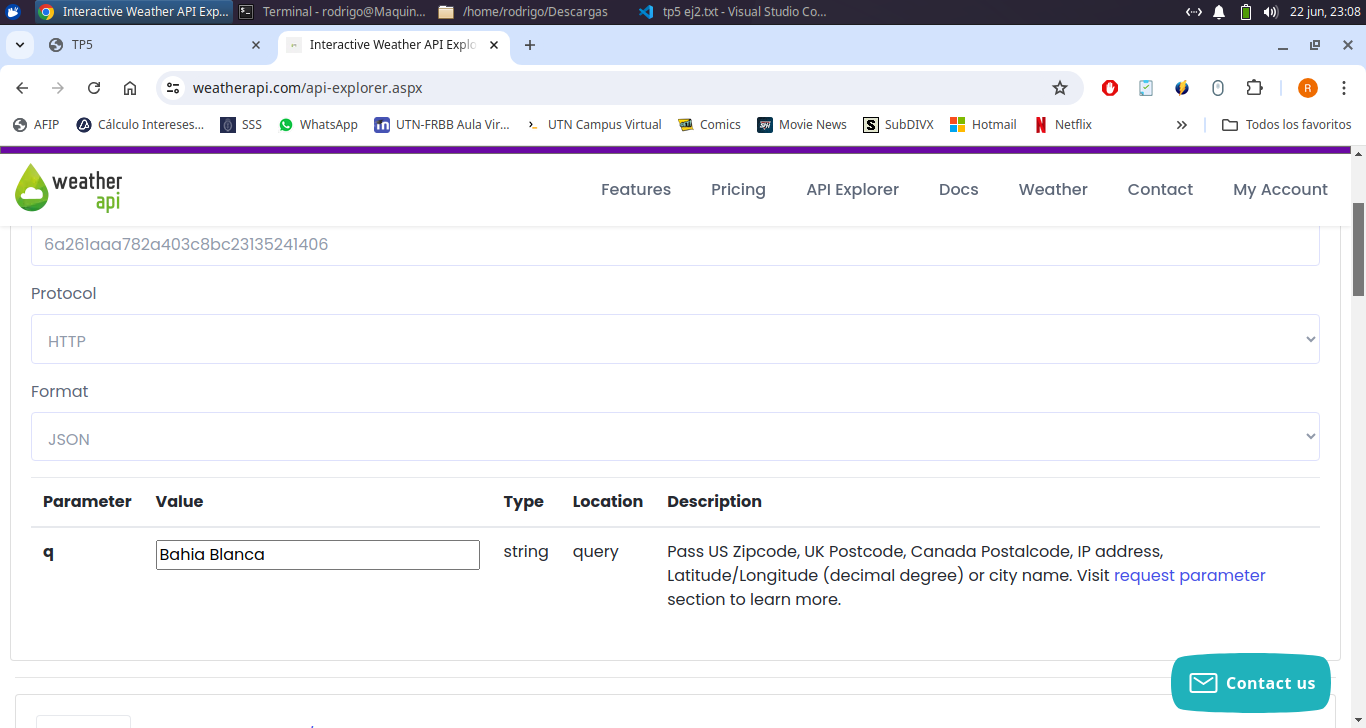 Interactive Weather API Exp...
Terminal - rodrigo@Maquin...
/home/rodrigo/Descargas
tp5 ej2.txt - Visual Studio Co...
22 jun, 23:08
TP5
Interactive Weather API Explo
weatherapi.com/api-explorer.aspx
R
AFIP
Cálculo Intereses...
SSS
WhatsApp
UTN-FRBB Aula Vir...
UTN Campus Virtual
Comics
Movie News
SubDIVX
Hotmail
Netflix
Todos los favoritos
weather
api
Features
Pricing
API Explorer
Docs
Weather
Contact
My Account
6a261aaa782a403c8bc23135241406
Protocol
HTTP
Format
JSON
Parameter Value Type Location Description
q Bahia Blanca string query Pass US Zipcode, UK Postcode, Canada Postalcode, IP address,
Latitude/Longitude (decimal degree) or city name. Visit request parameter
section to learn more.
Contact us